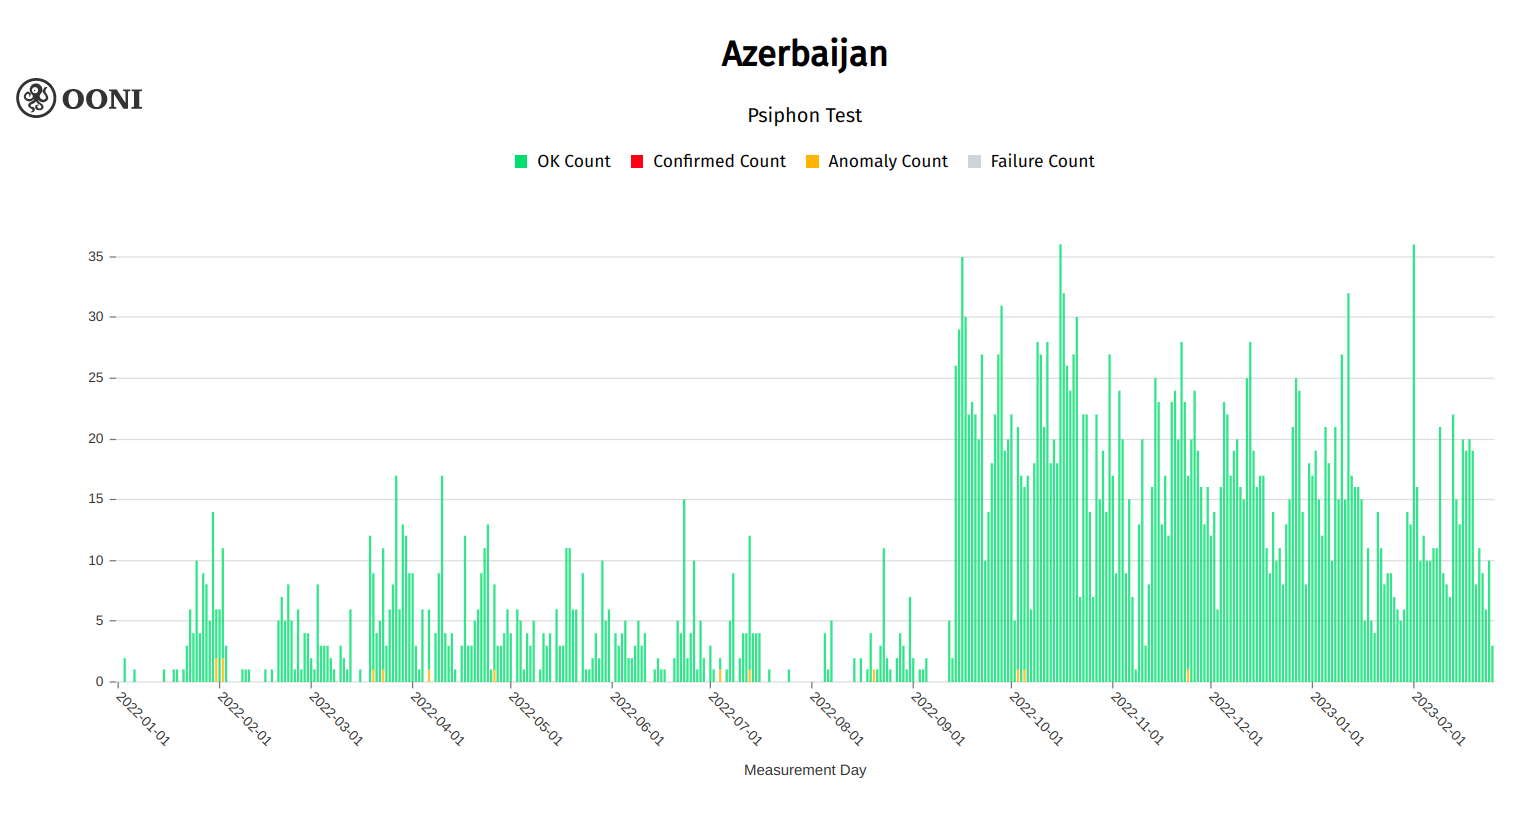 Azerbaijan
OONI
Psiphon Test
OK Count Confirmed Count Anomaly Count Failure Count
35
30
25
20
15
10
5
0
2022-01-01 2022-02-01 2022-03-01 2022-04-01 2022-05-01 2022-06-01 2022-07-01 2022-08-01 2022-09-01 2022-10-01 2022-11-01 2022-12-01 2023-01-01 2023-02-01
Measurement Day